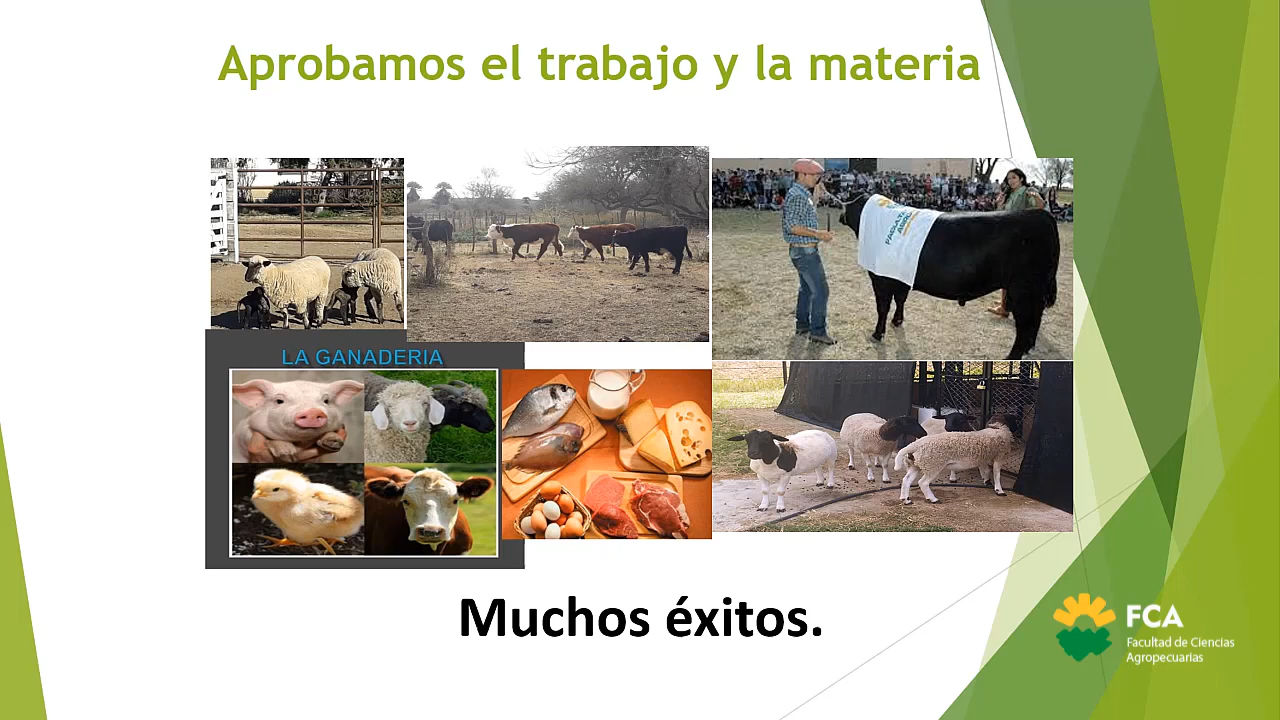 Aprobamos el trabajo y la materia
LA GANADERIA
Muchos éxitos.
FCA
Facultad de Ciencias
Agropecuarias